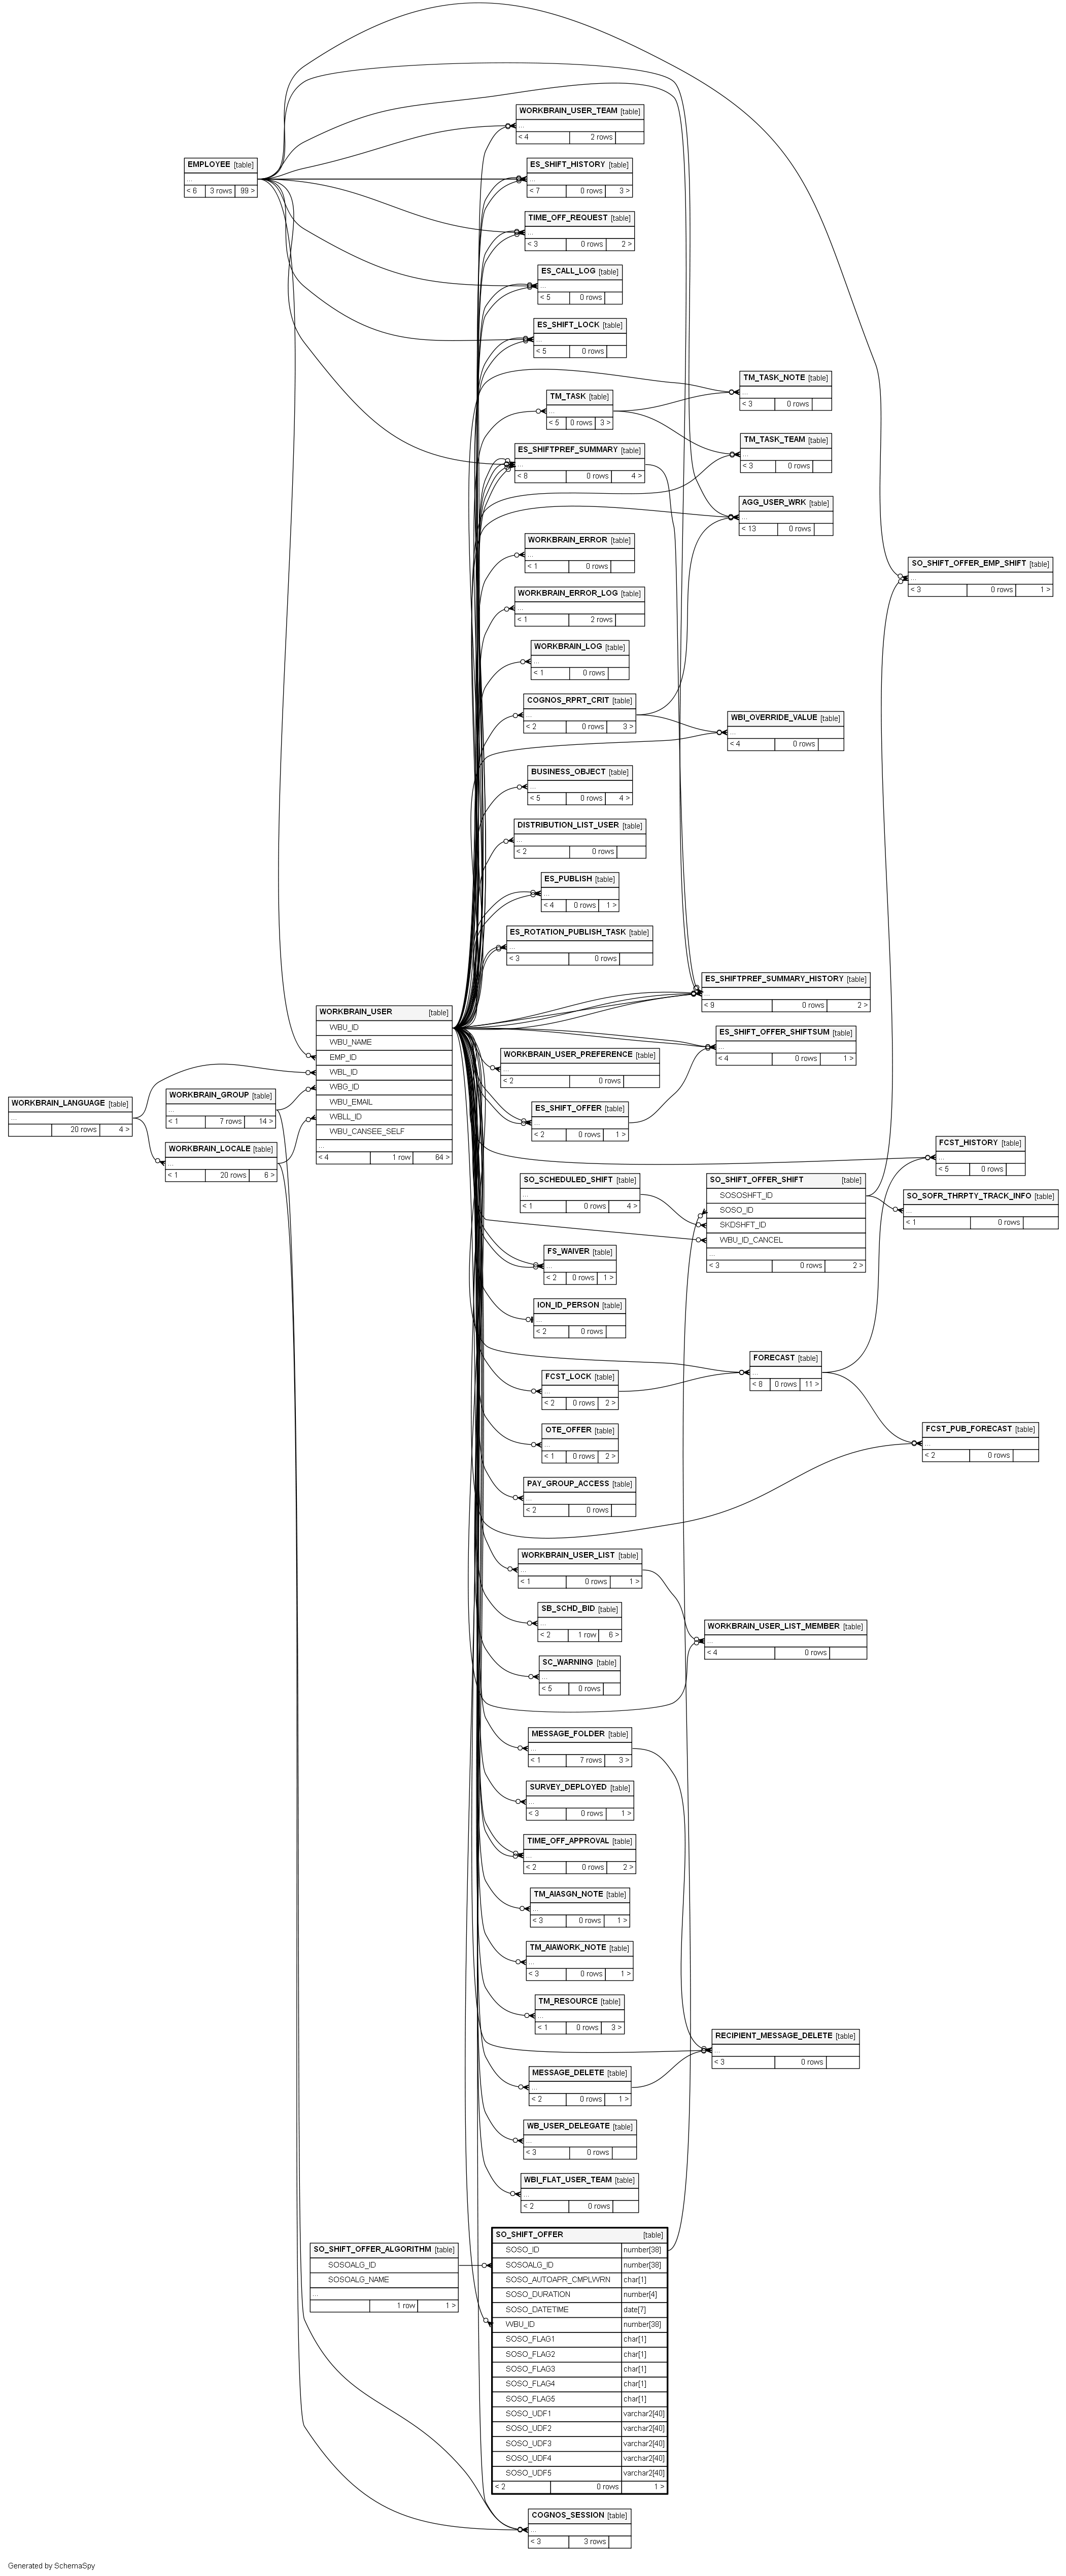 WORKBRAIN_USER_TEAM [table]
...
< 4 2 rows
EMPLOYEE [table]
...
< 6 3 rows 99 >
ES_SHIFT_HISTORY [table]
...
< 7 0 rows 3 >
TIME_OFF_REQUEST [table]
...
< 3 0 rows 2 >
ES_CALL_LOG [table]
...
< 5 0 rows
ES_SHIFT_LOCK [table]
...
< 5 0 rows
TM_TASK_NOTE [table]
...
< 3 0 rows
TM_TASK [table]
...
< 5 0 rows 3 >
TM_TASK_TEAM [table]
...
< 3 0 rows
ES_SHIFTPREF_SUMMARY [table]
...
< 8 0 rows 4 >
AGG_USER_WRK [table]
...
< 13 0 rows
WORKBRAIN_ERROR [table]
...
< 1 0 rows
SO_SHIFT_OFFER_EMP_SHIFT [table]
...
< 3 0 rows 1 >
WORKBRAIN_ERROR_LOG [table]
...
< 1 2 rows
WORKBRAIN_LOG [table]
...
< 1 0 rows
COGNOS_RPRT_CRIT [table]
...
< 2 0 rows 3 >
WBI_OVERRIDE_VALUE [table]
...
< 4 0 rows
BUSINESS_OBJECT [table]
...
< 5 0 rows 4 >
DISTRIBUTION_LIST_USER [table]
...
< 2 0 rows
ES_PUBLISH [table]
...
< 4 0 rows 1 >
ES_ROTATION_PUBLISH_TASK [table]
...
< 3 0 rows
ES_SHIFTPREF_SUMMARY_HISTORY [table]
...
< 9 0 rows 2 >
WORKBRAIN_USER [table]
WBU_ID
WBU_NAME
EMP_ID
WBL_ID
WBG_ID
WBU_EMAIL
WBLL_ID
WBU_CANSEE_SELF
...
< 4 1 row 64 >
ES_SHIFT_OFFER_SHIFTSUM [table]
...
< 4 0 rows 1 >
WORKBRAIN_USER_PREFERENCE [table]
...
< 2 0 rows
WORKBRAIN_GROUP [table]
...
< 1 7 rows 14 >
WORKBRAIN_LANGUAGE [table]
...
20 rows 4 >
ES_SHIFT_OFFER [table]
...
< 2 0 rows 1 >
WORKBRAIN_LOCALE [table]
...
< 1 20 rows 6 >
FCST_HISTORY [table]
...
< 5 0 rows
SO_SCHEDULED_SHIFT [table]
...
< 1 0 rows 4 >
SO_SHIFT_OFFER_SHIFT [table]
SOSOSHFT_ID
SOSO_ID
SKDSHFT_ID
WBU_ID_CANCEL
...
< 3 0 rows 2 >
SO_SOFR_THRPTY_TRACK_INFO [table]
...
< 1 0 rows
FS_WAIVER [table]
...
< 2 0 rows 1 >
ION_ID_PERSON [table]
...
< 2 0 rows
FORECAST [table]
...
< 8 0 rows 11 >
FCST_LOCK [table]
...
< 2 0 rows 2 >
OTE_OFFER [table]
...
< 1 0 rows 2 >
FCST_PUB_FORECAST [table]
...
< 2 0 rows
PAY_GROUP_ACCESS [table]
...
< 2 0 rows
WORKBRAIN_USER_LIST [table]
...
< 1 0 rows 1 >
SB_SCHD_BID [table]
...
< 2 1 row 6 >
WORKBRAIN_USER_LIST_MEMBER [table]
...
< 4 0 rows
SC_WARNING [table]
...
< 5 0 rows
MESSAGE_FOLDER [table]
...
< 1 7 rows 3 >
SURVEY_DEPLOYED [table]
...
< 3 0 rows 1 >
TIME_OFF_APPROVAL [table]
...
< 2 0 rows 2 >
TM_AIASGN_NOTE [table]
...
< 3 0 rows 1 >
TM_AIAWORK_NOTE [table]
...
< 3 0 rows 1 >
TM_RESOURCE [table]
...
< 1 0 rows 3 >
RECIPIENT_MESSAGE_DELETE [table]
...
< 3 0 rows
MESSAGE_DELETE [table]
...
< 2 0 rows 1 >
WB_USER_DELEGATE [table]
...
< 3 0 rows
WBI_FLAT_USER_TEAM [table]
...
< 2 0 rows
SO_SHIFT_OFFER_ALGORITHM [table]
SOSOALG_ID
SOSOALG_NAME
...
1 row 1 >
SO_SHIFT_OFFER [table]
SOSO_ID number[38]
SOSOALG_ID number[38]
SOSO_AUTOAPR_CMPLWRN char[1]
SOSO_DURATION number[4]
SOSO_DATETIME date[7]
WBU_ID number[38]
SOSO_FLAG1 char[1]
SOSO_FLAG2 char[1]
SOSO_FLAG3 char[1]
SOSO_FLAG4 char[1]
SOSO_FLAG5 char[1]
SOSO_UDF1 varchar2[40]
SOSO_UDF2 varchar2[40]
SOSO_UDF3 varchar2[40]
SOSO_UDF4 varchar2[40]
SOSO_UDF5 varchar2[40]
< 2 0 rows 1 >
COGNOS_SESSION [table]
...
< 3 3 rows
Generated by SchemaSpy